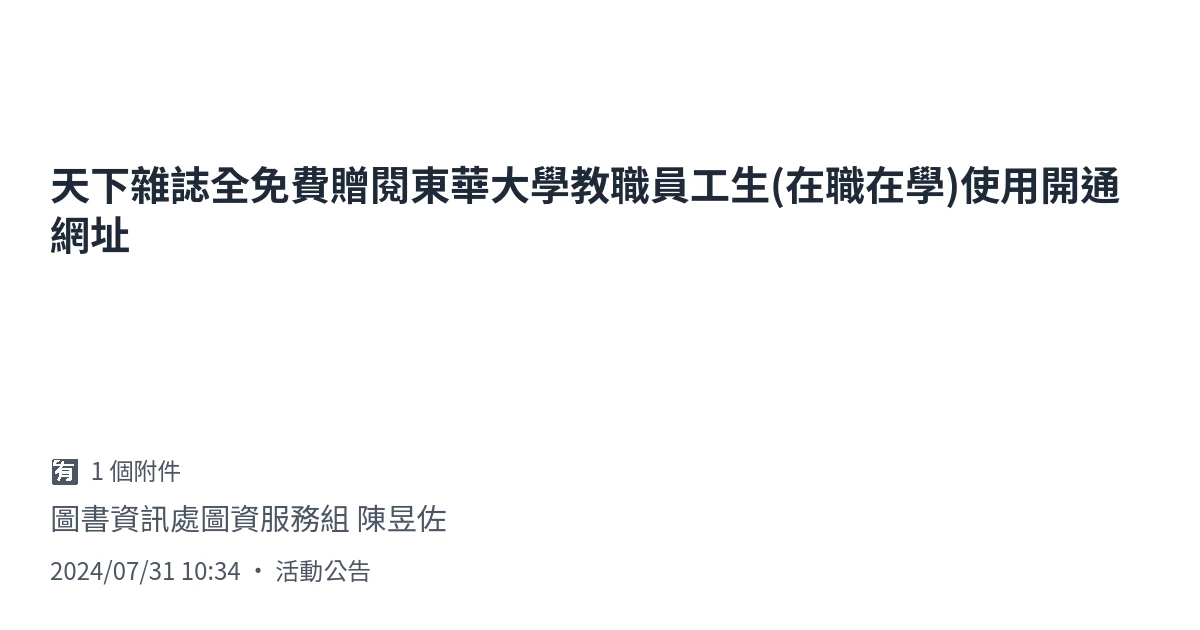 天下雜誌全免費贈閱東華大學教職員工生(在職在學)使用開通
網址
有 1 個附件
圖書資訊處圖資服務組 陳昱佐
2024/07/31 10:34 · 活動公告